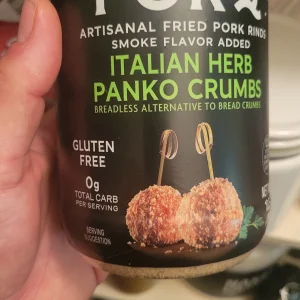 ARTISANAL FRIED PORK RINDS
SMOKE FLAVOR ADDED
ITALIAN HERB
PANKO CRUMBS
BREADLESS ALTERNATIVE TO BREAD CRUMBS
GLUTEN
FREE
0g
TOTAL CARB
PER SERVING
SERVING
SUGGESTION